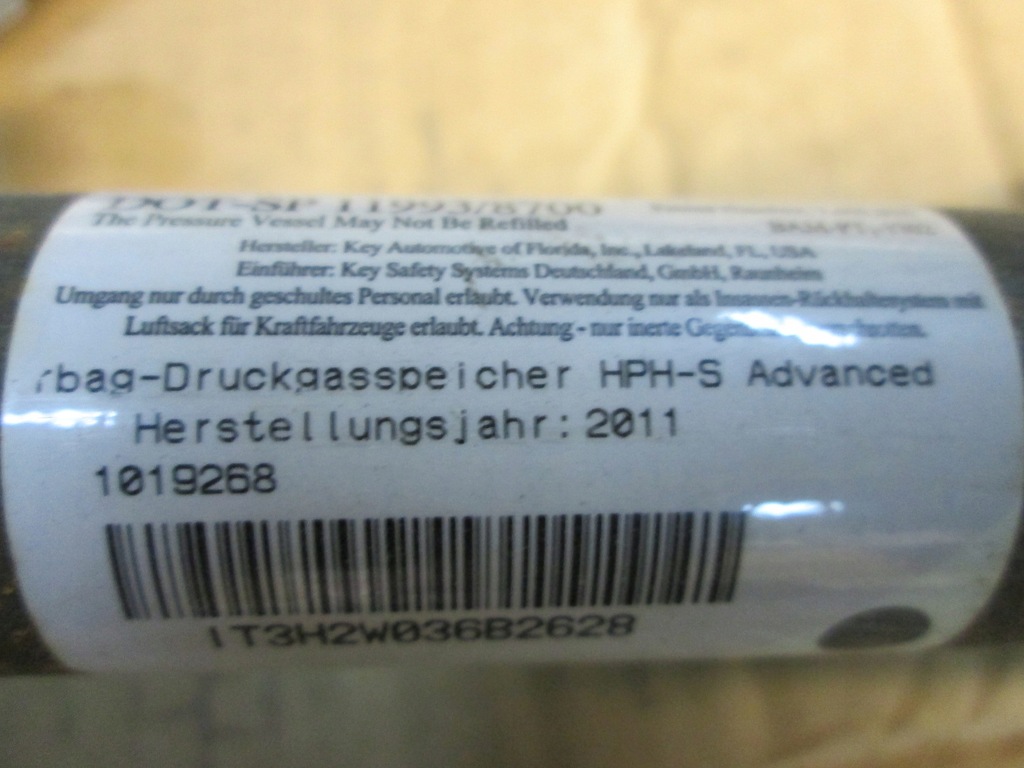 DOT-SP 11993/8700
The Pressure Vessel May Not Be Refilled
Hersteller: Key Automotive of Florida, Inc., Lakeland, FL, USA
Einführer: Key Safety Systems Deutschland, GmbH, Raunheim
Umgang nur durch geschultes Personal erlaubt. Verwendung nur als Insassen-Rückhaltesystem mit
Luftsack für Kraftfahrzeuge erlaubt. Achtung - nur inerte
rbag-Druckgasspeicher HPH-S Advanced
Herstellungsjahr: 2011
1019268
1T3H2W036B2628